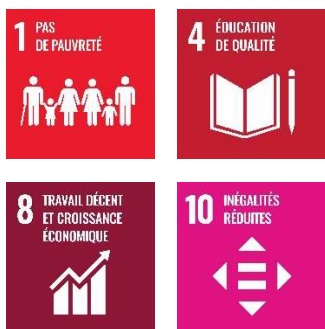 1 PAS
DE PAUVRETÉ
4 ÉDUCATION
DE QUALITÉ
8 TRAVAIL DÉCENT
ET CROISSANCE
ÉCONOMIQUE
10 INÉGALITÉS
RÉDUITES